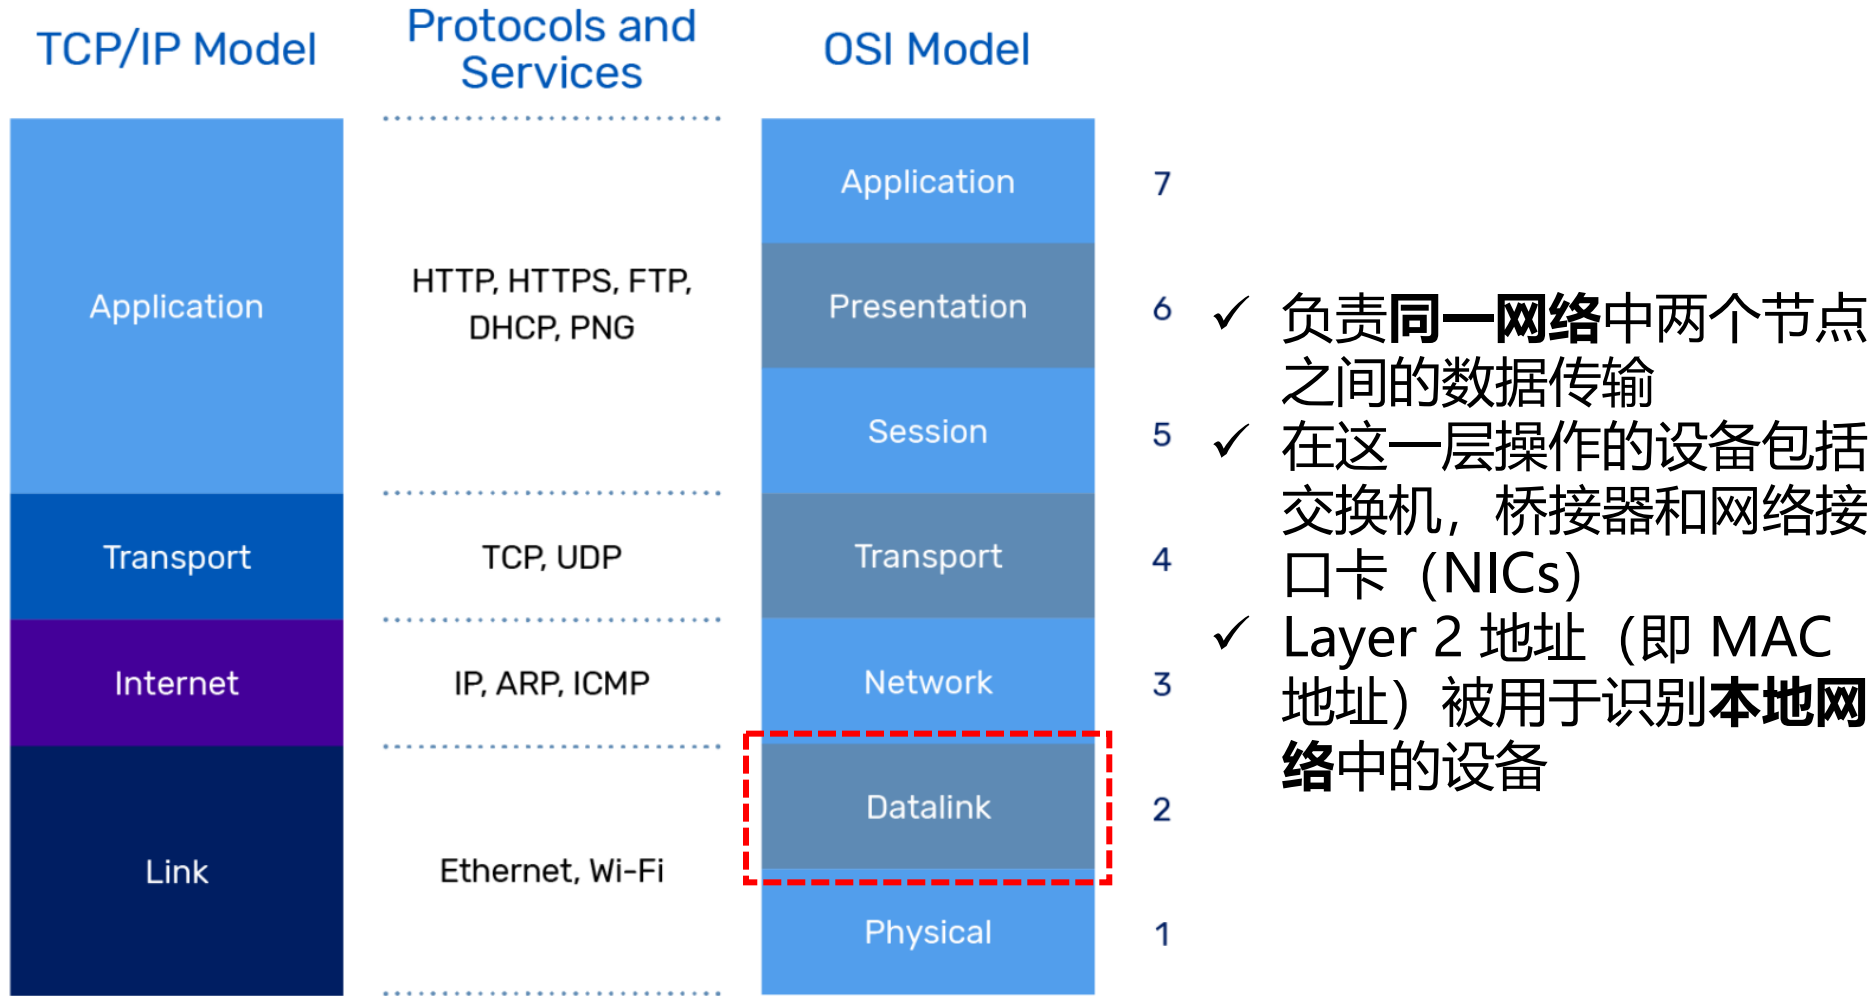 TCP/IP Model
Protocols and
Services
OSI Model
Application
HTTP, HTTPS, FTP,
DHCP, PNG
Application
7
Presentation
6
Session
5
Transport
TCP, UDP
Transport
4
Internet
IP, ARP, ICMP
Network
3
Link
Ethernet, Wi-Fi
Datalink
2
Physical
1
✓ 负责同一网络中两个节点
之间的数据传输
✓ 在这一层操作的设备包括
交换机，桥接器和网络接
口卡（NICs）
✓ Layer 2 地址（即 MAC
地址）被用于识别本地网
络中的设备